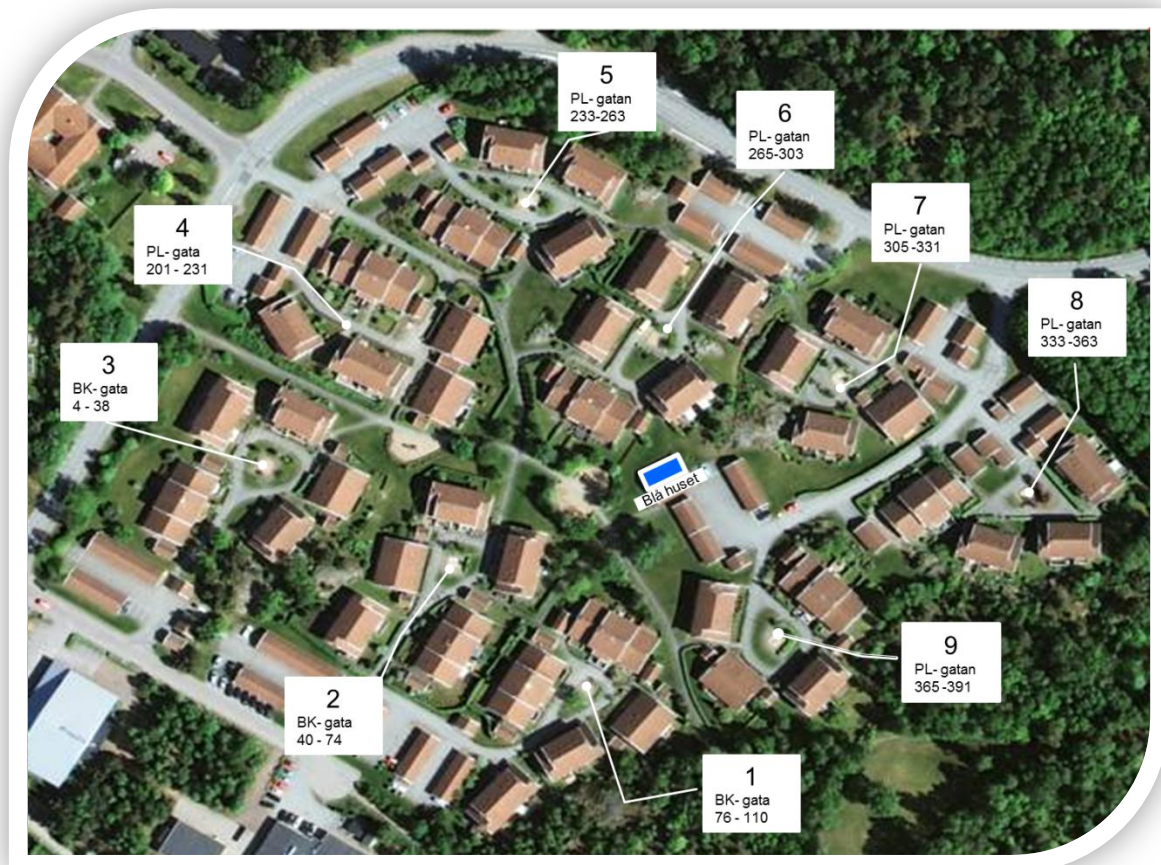 5
PL- gatan
233-263
6
PL- gatan
265-303
7
PL- gatan
305-331
4
PL- gata
201 - 231
8
PL- gatan
333 -363
3
BK- gata
4 - 38
Blå huset
9
PL- gatan
365 -391
2
BK- gata
40 - 74
1
BK- gata
76 - 110